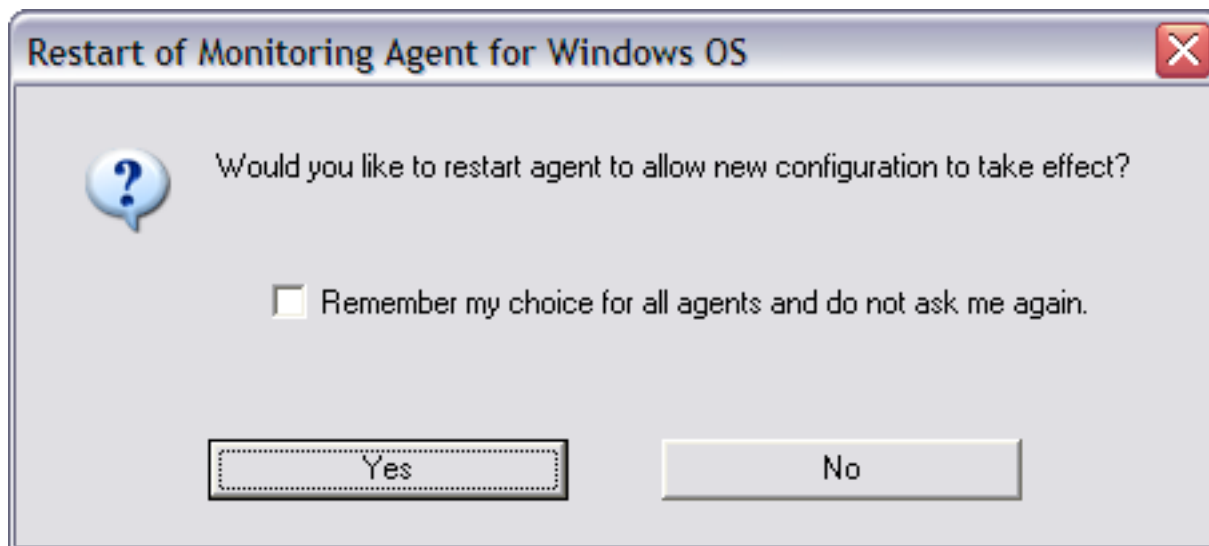 Restart of Monitoring Agent for Windows OS
Would you like to restart agent to allow new configuration to take effect?
Remember my choice for all agents and do not ask me again.
Yes
No